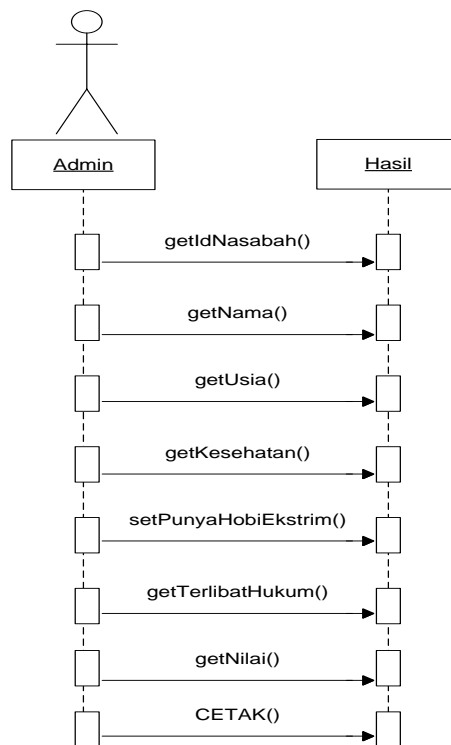 Admin
Hasil
getIdNasabah()
getNama()
getUsia()
getKesehatan()
setPunyaHobiEkstrim()
getTerlibatHukum()
getNilai()
CETAK()